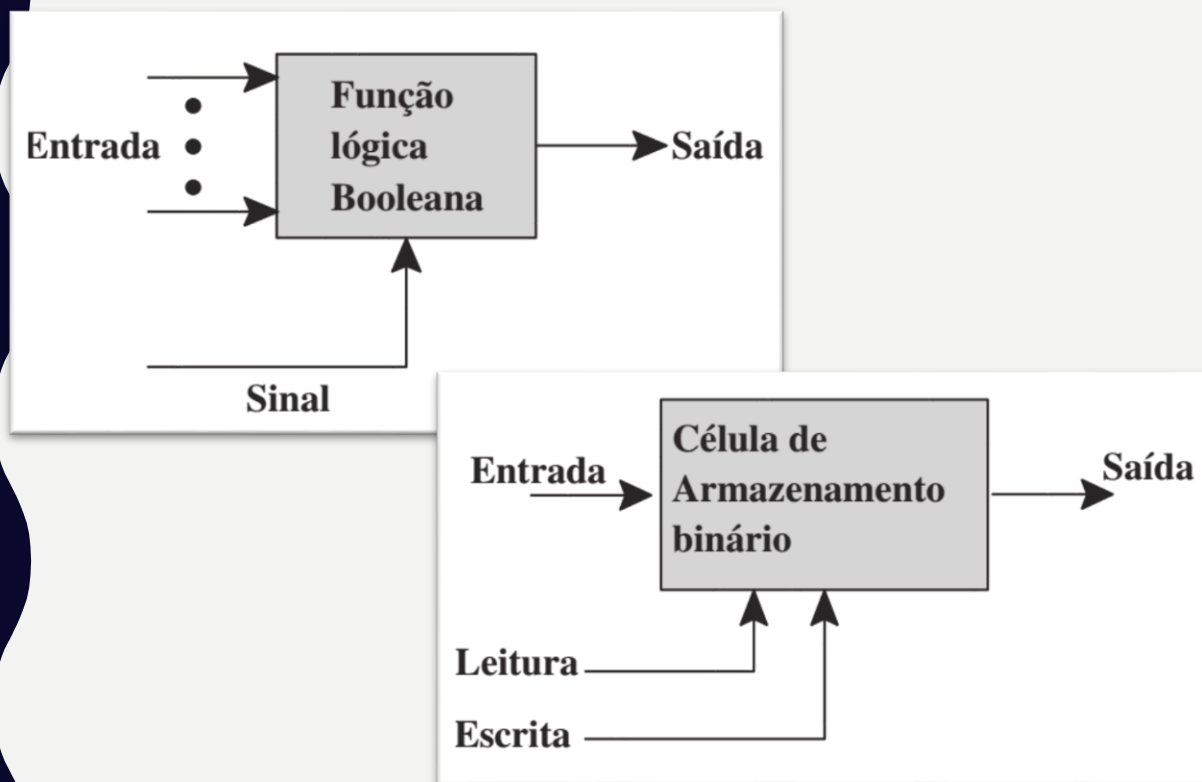 Função
lógica
Booleana
Entrada
Saída
Sinal
Célula de
Armazenamento
binário
Entrada
Saída
Leitura
Escrita